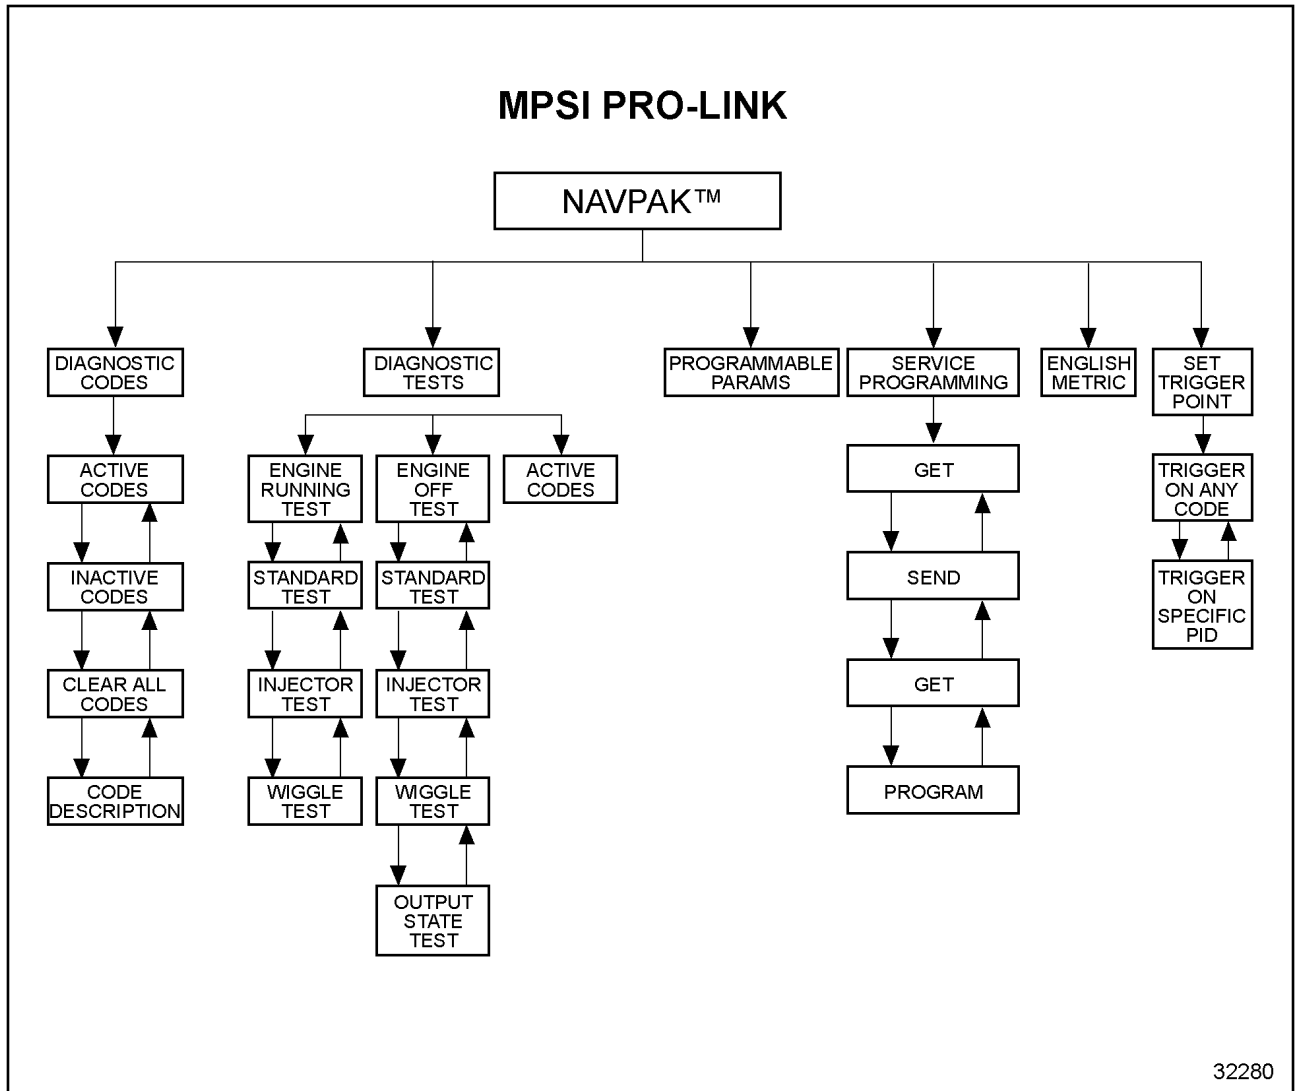 MPSI PRO-LINK
NAVPAK™
DIAGNOSTIC
CODES
DIAGNOSTIC
TESTS
PROGRAMMABLE
PARAMS
SERVICE
PROGRAMMING
ENGLISH
METRIC
SET
TRIGGER
POINT
ACTIVE
CODES
INACTIVE
CODES
CLEAR ALL
CODES
CODE
DESCRIPTION
ENGINE
RUNNING
TEST
STANDARD
TEST
INJECTOR
TEST
WIGGLE
TEST
ENGINE
OFF
TEST
STANDARD
TEST
INJECTOR
TEST
WIGGLE
TEST
OUTPUT
STATE
TEST
ACTIVE
CODES
GET
SEND
GET
PROGRAM
TRIGGER
ON ANY
CODE
TRIGGER
ON
SPECIFIC
PID
32280